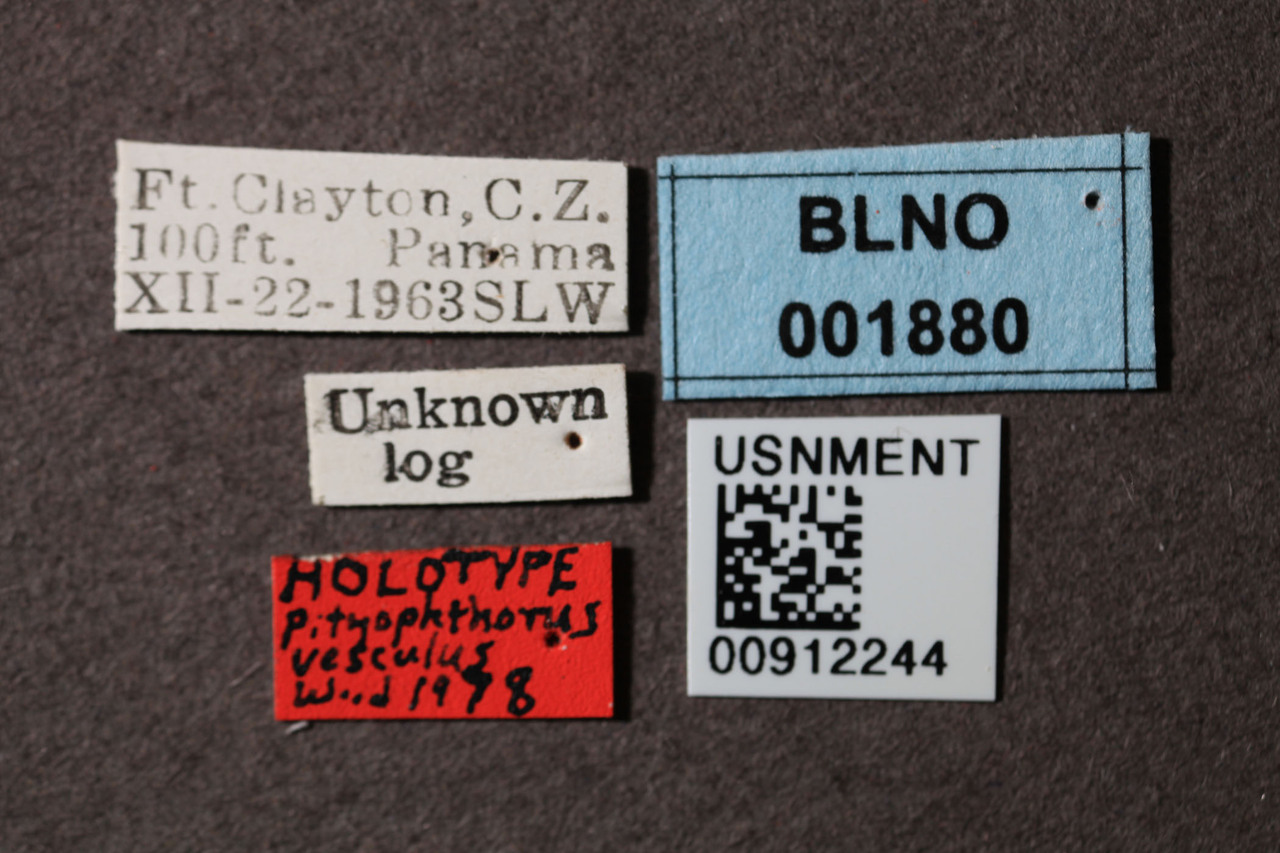 Ft. Clayton, C.Z.
100ft. Panama
XII-22-1963SLW
Unknown
log
HOLOTYPE
pityophthorus
vesculus
Wood 1978
BLNO
001880
USNMENT
00912244